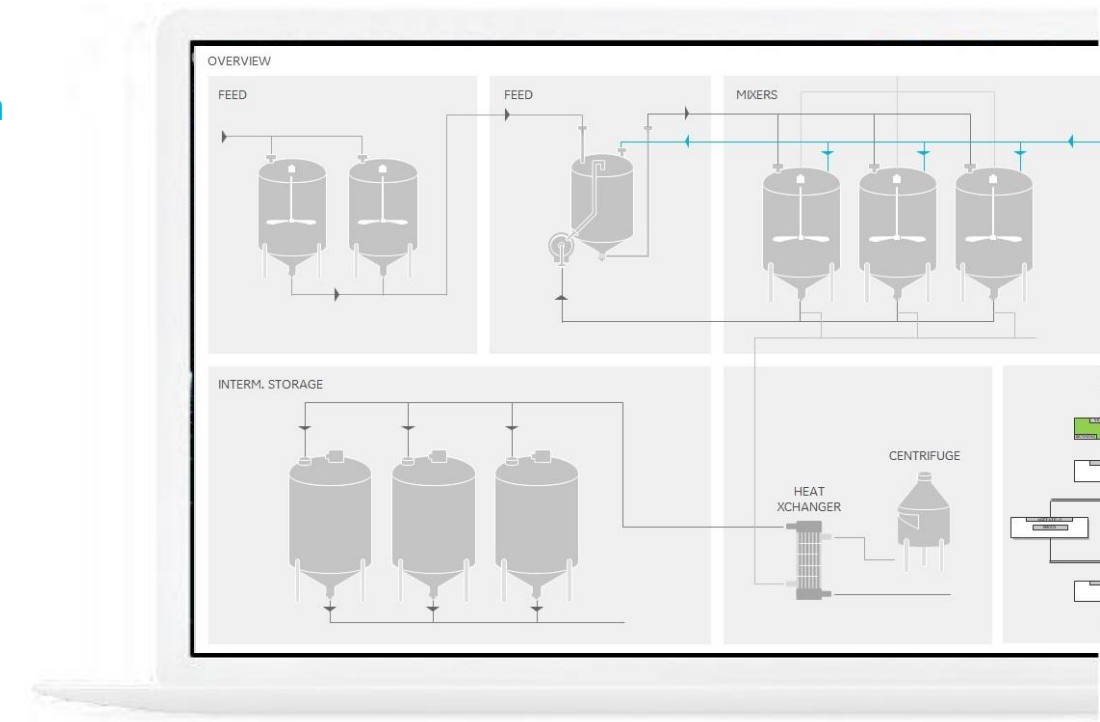 OVERVIEW
FEED
FEED
MIXERS
INTERM. STORAGE
CENTRIFUGE
HEAT
XCHANGER